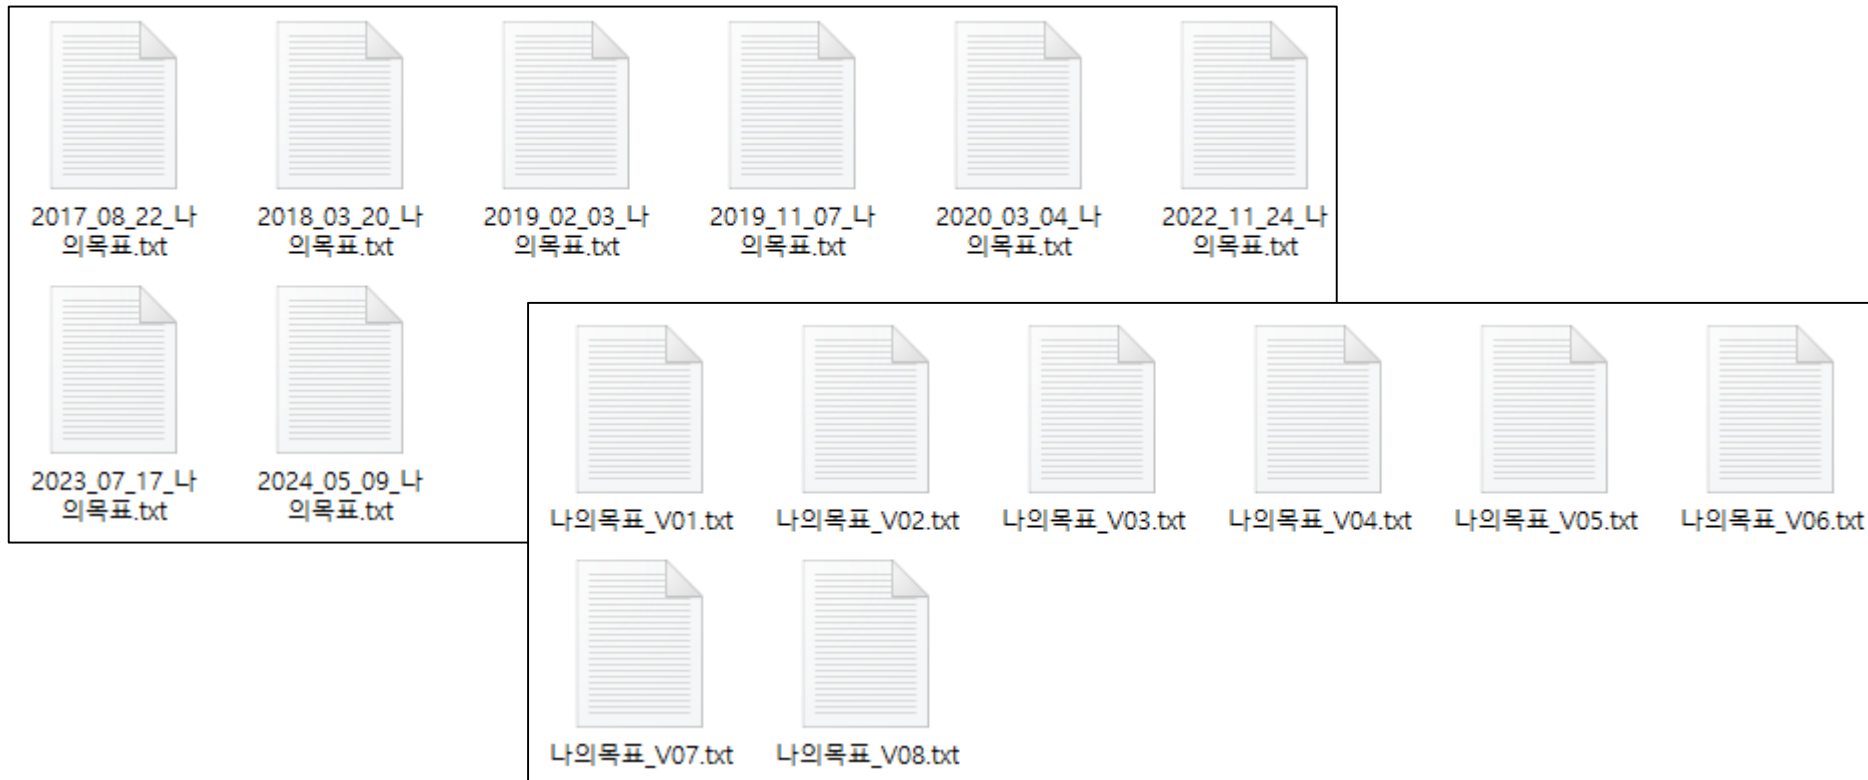 2017_08_22_나
의목표.txt
2018_03_20_나
의목표.txt
2019_02_03_나
의목표.txt
2019_11_07_나
의목표.txt
2020_03_04_나
의목표.txt
2022_11_24_나
의목표.txt
2023_07_17_나
의목표.txt
2024_05_09_나
의목표.txt
나의목표_V01.txt
나의목표_V02.txt
나의목표_V03.txt
나의목표_V04.txt
나의목표_V05.txt
나의목표_V06.txt
나의목표_V07.txt
나의목표_V08.txt